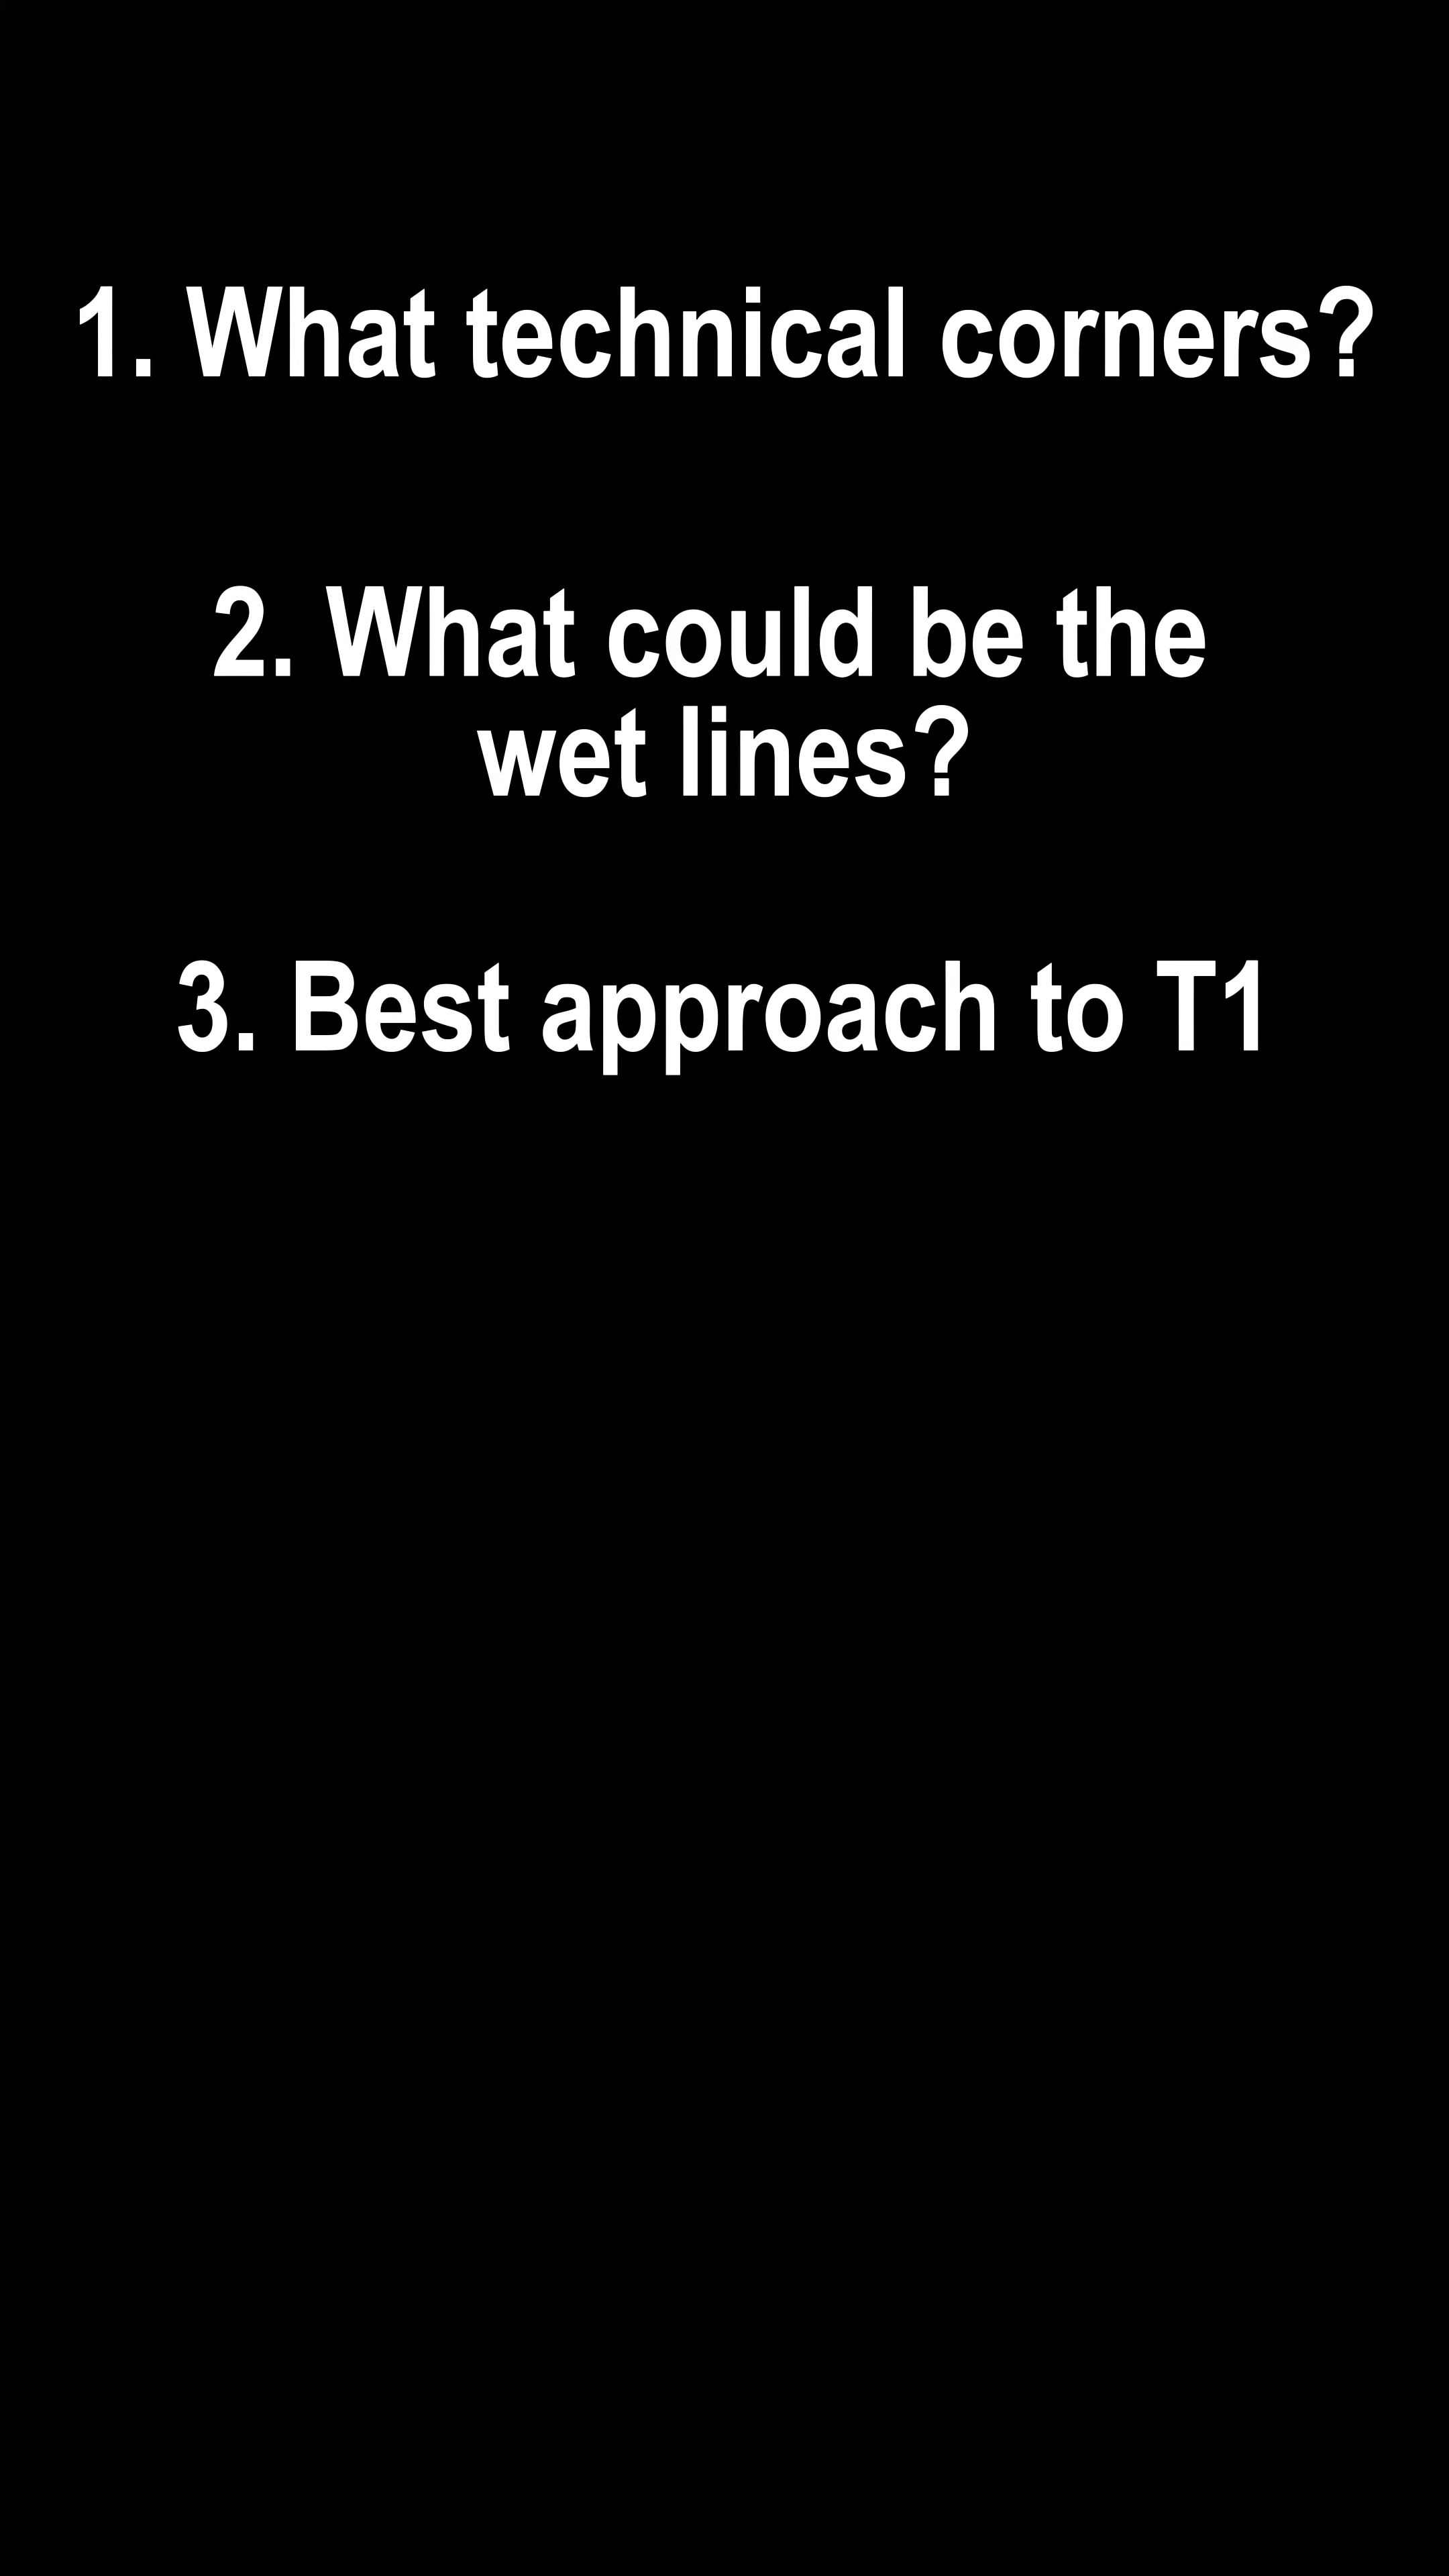 1. What technical corners?
2. What could be the
wet lines?
3. Best approach to T1